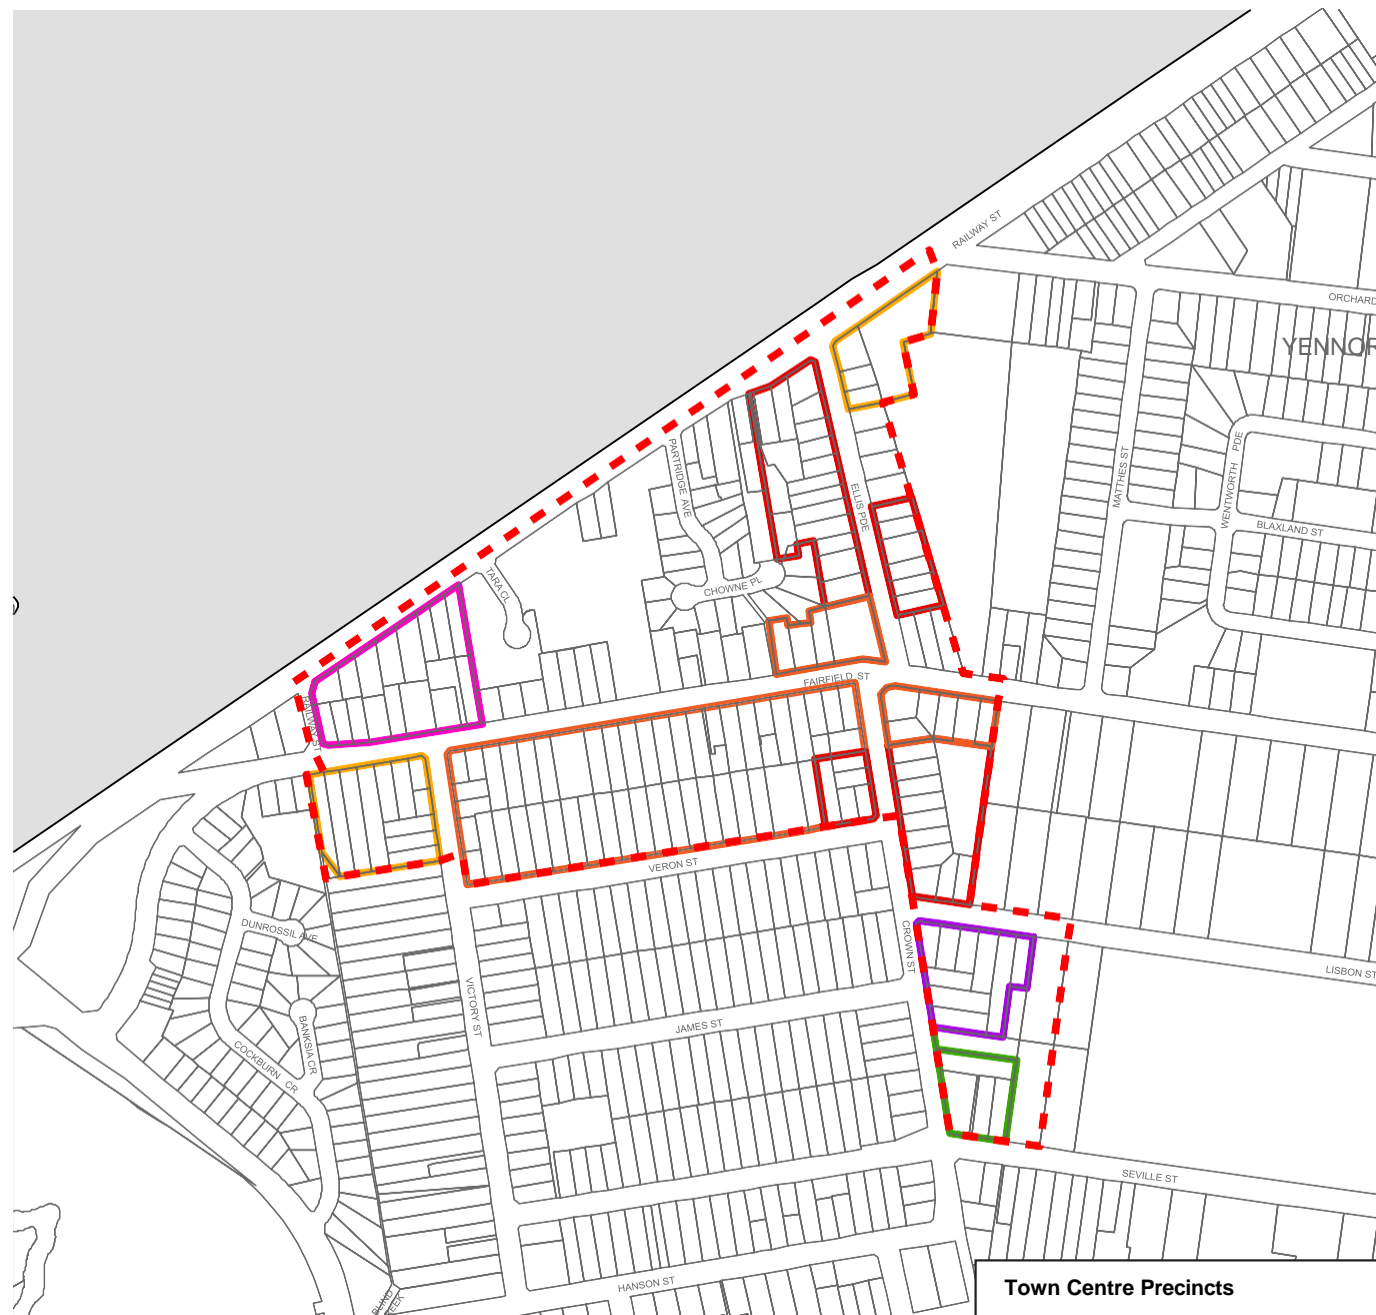 RAILWAY ST
ORCHARD
YENNOR
PARTRIDGE AVE
MATTHES ST
WENTWORTH PDE
ELLIS PDE
BLAXLAND ST
TARA CL
CHOWNE PL
FAIRFIELD ST
RAILWAY ST
VERON ST
DUNROSSIL AVE
CROWN ST
LISBON ST
VICTORY ST
JAMES ST
BANKSIA CR
COCKBURN CR
SEVILLE ST
HANSON ST
Town Centre Precincts